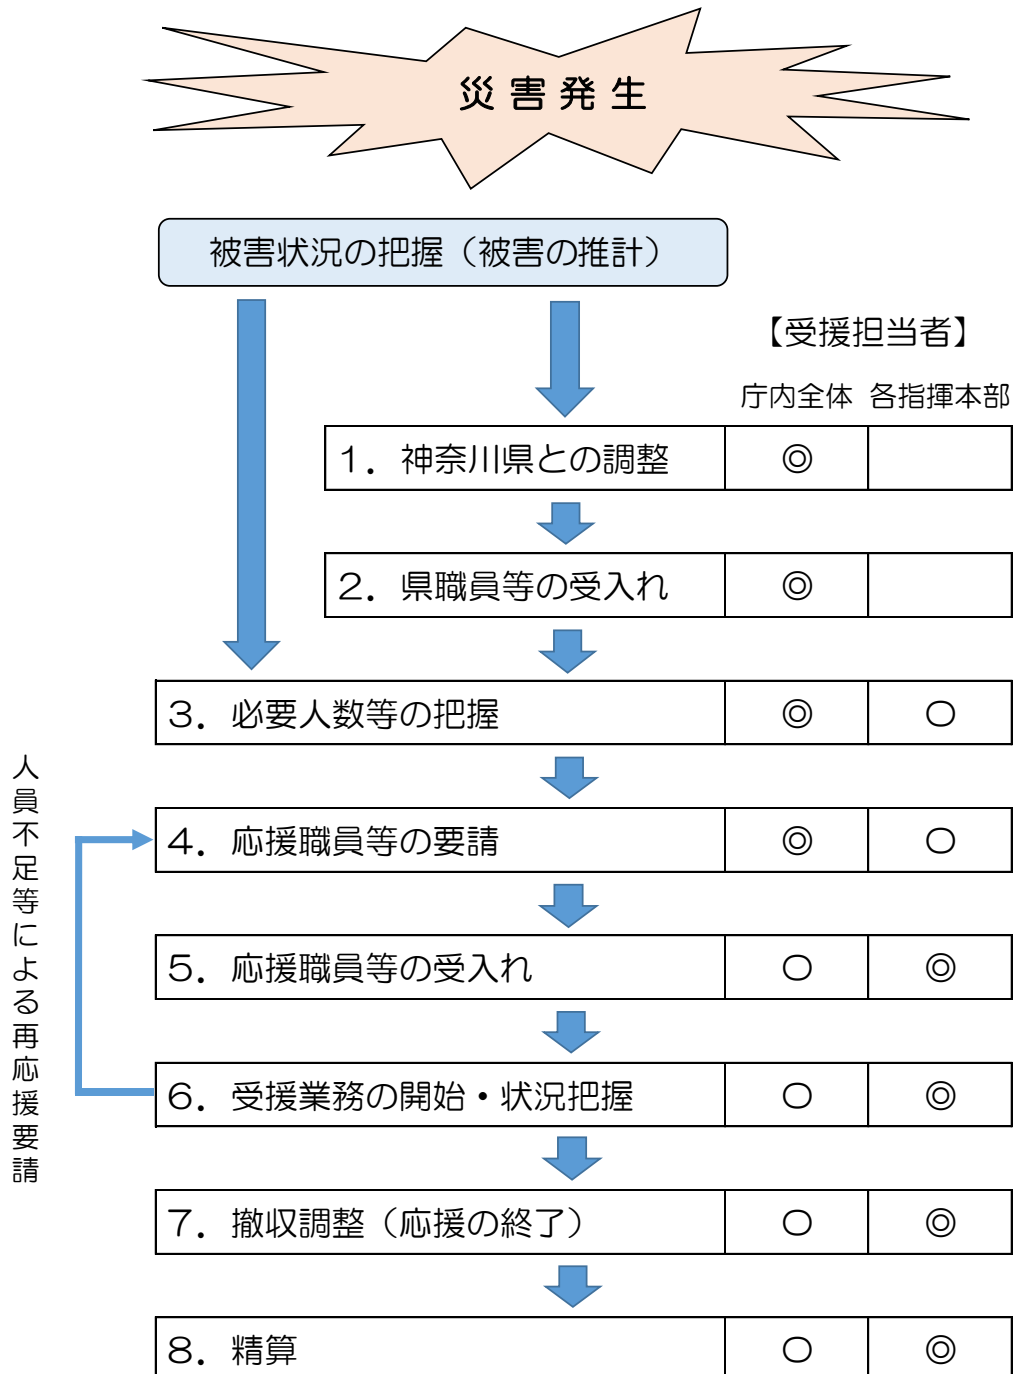 災害発生
被害状況の把握（被害の推計）
【受援担当者】
庁内全体 各指揮本部
１．神奈川県との調整 ◎
２．県職員等の受入れ ◎
３．必要人数等の把握 ◎ ○
４．応援職員等の要請 ◎ ○
５．応援職員等の受入れ ○ ◎
６．受援業務の開始・状況把握 ○ ◎
７．撤収調整（応援の終了） ○ ◎
８．精算 ○ ◎
人員不足等による再応援要請